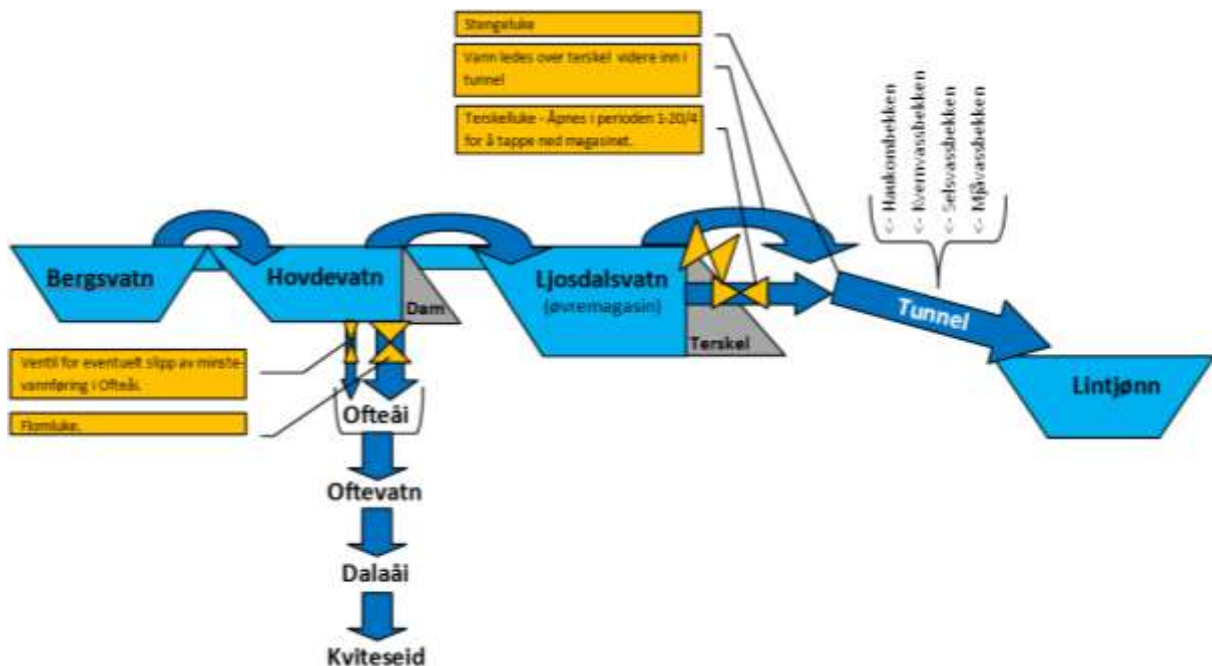 Stengeluke
Vann ledes over terskel videre inn i
tunnel
Terskelluke - Åpnes i perioden 1-20/4
for å tappe ned magasinet.
<- Haukombekken
<- Kvernvassbekken
<- Selsvassbekken
<- Mjåvassbekken
Bergsvatn
Hovdevatn
Dam
Ljosdalsvatn
(øvremagasin)
Terskel
Tunnel
Lintjønn
Ventil for eventuelt slipp av minste-
vannføring i Ofteåi.
Flomluke.
Ofteåi
Oftevatn
Dalaåi
Kviteseid